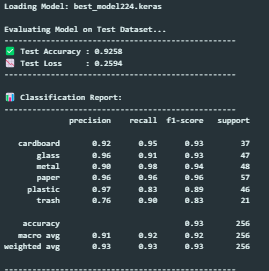 Loading Model: best_model224.keras
Evaluating Model on Test Dataset...
--------------------------------------------------
✅ Test Accuracy : 0.9258
📉 Test Loss : 0.2594
--------------------------------------------------
📊 Classification Report:
--------------------------------------------------
precision recall f1-score support
cardboard 0.92 0.95 0.93 37
glass 0.96 0.91 0.93 47
metal 0.90 0.98 0.94 48
paper 0.96 0.96 0.96 57
plastic 0.97 0.83 0.89 46
trash 0.76 0.90 0.83 21
accuracy 0.93 256
macro avg 0.91 0.92 0.92 256
weighted avg 0.93 0.93 0.93 256
--------------------------------------------------